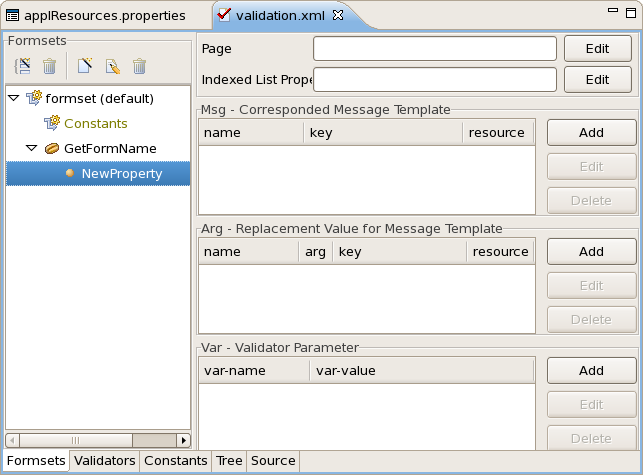 applResources.properties
validation.xml
Formsets
formset (default)
Constants
GetFormName
NewProperty
Page
Edit
Indexed List Prope
Edit
Msg - Corresponded Message Template
name key resource
Add
Edit
Delete
Arg - Replacement Value for Message Template
name arg key resource
Add
Edit
Delete
Var - Validator Parameter
var-name var-value
Add
Edit
Delete
Formsets Validators Constants Tree Source